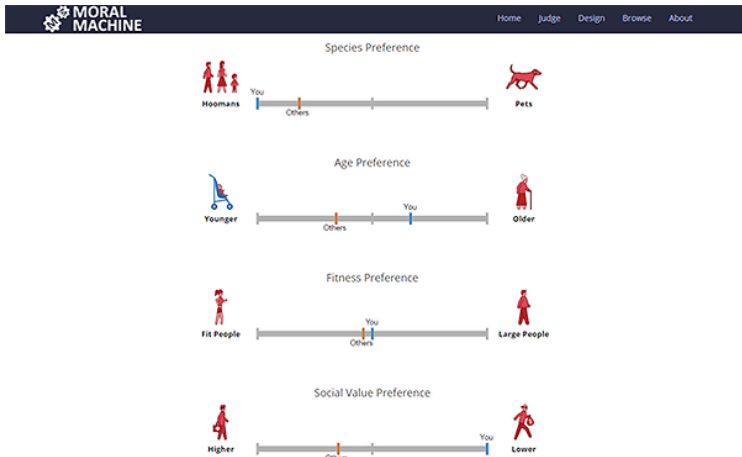 MORAL
MACHINE
Home Judge Design Browse About
Species Preference
You
Hoomans
Pets
Others
Age Preference
You
Younger
Older
Others
Fitness Preference
You
Fit People
Large People
Others
Social Value Preference
You
Higher
Lower
Others